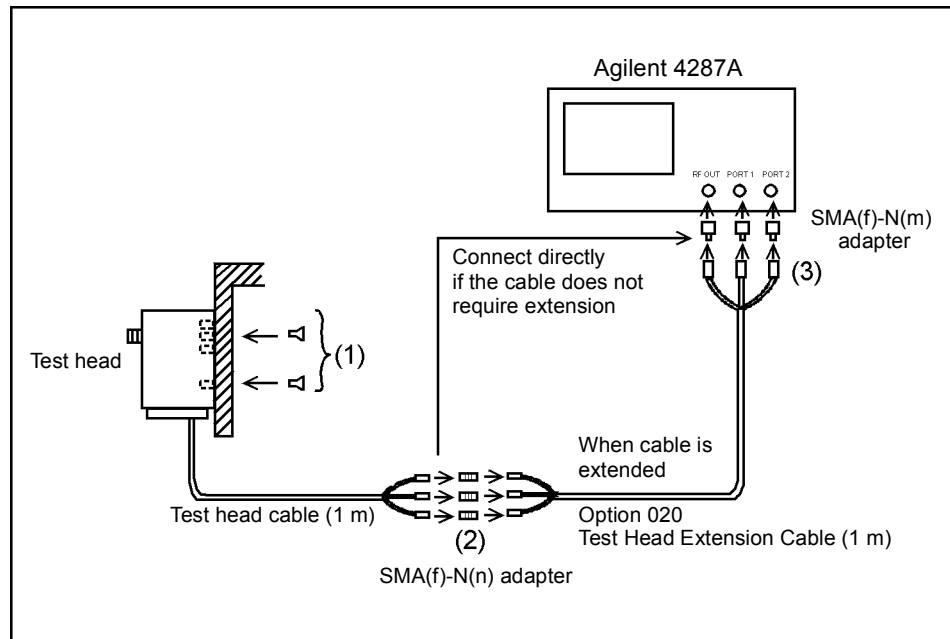 Agilent 4287A
RF OUT PORT 1 PORT 2
SMA(f)-N(m)
adapter
(3)
Connect directly
if the cable does not
require extension
Test head
(1)
When cable is
extended
Test head cable (1 m)
(2)
SMA(f)-N(n) adapter
Option 020
Test Head Extension Cable (1 m)